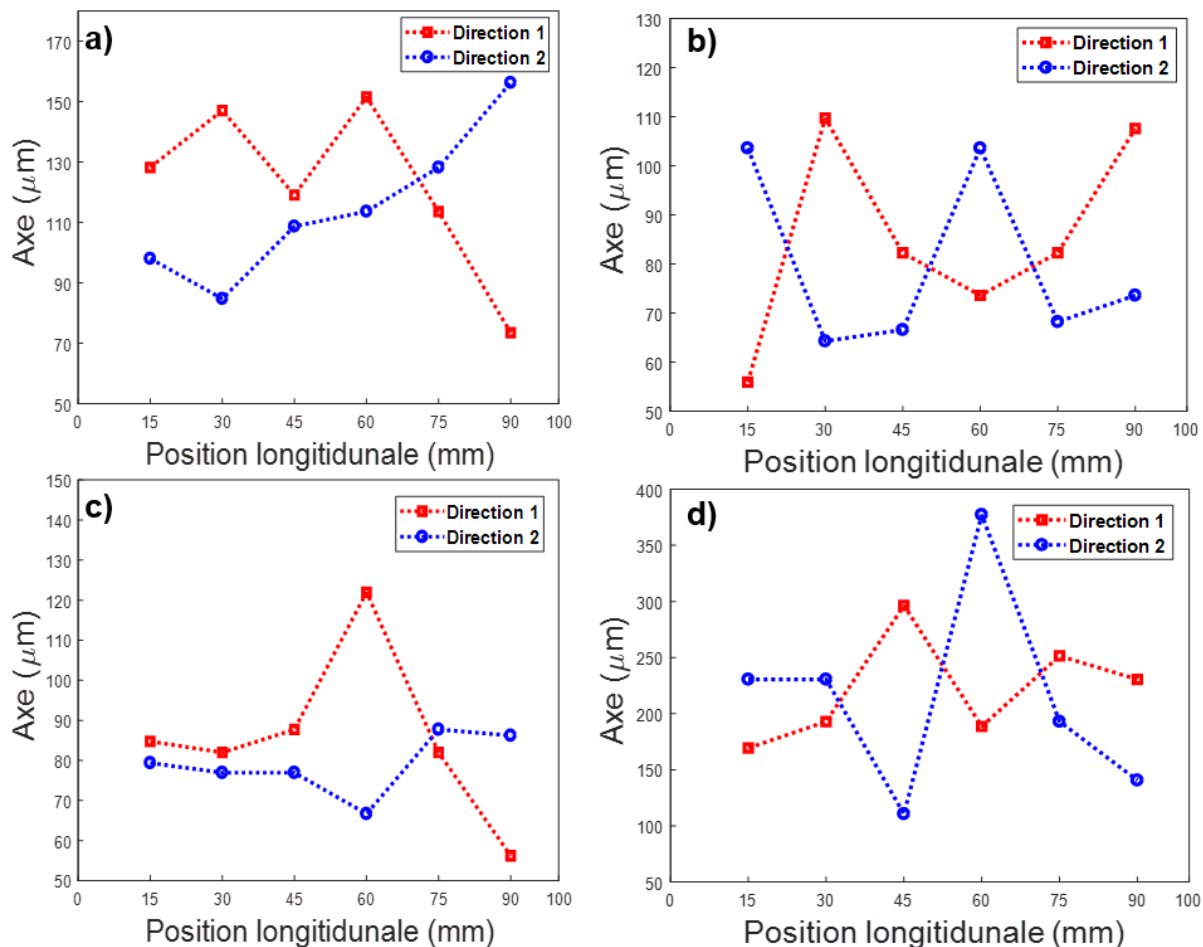 a)
Direction 1
Direction 2
170
150
130
110
90
70
50
Axe (μm)
0 15 30 45 60 75 90 100
Position longitidunale (mm)
b)
Direction 1
Direction 2
130
120
110
100
90
80
70
60
50
Axe (μm)
0 15 30 45 60 75 90 100
Position longitidunale (mm)
c)
Direction 1
Direction 2
150
140
130
120
110
100
90
80
70
60
50
Axe (μm)
0 15 30 45 60 75 90 100
Position longitidunale (mm)
d)
Direction 1
Direction 2
400
350
300
250
200
150
100
50
Axe (μm)
0 15 30 45 60 75 90 100
Position longitidunale (mm)